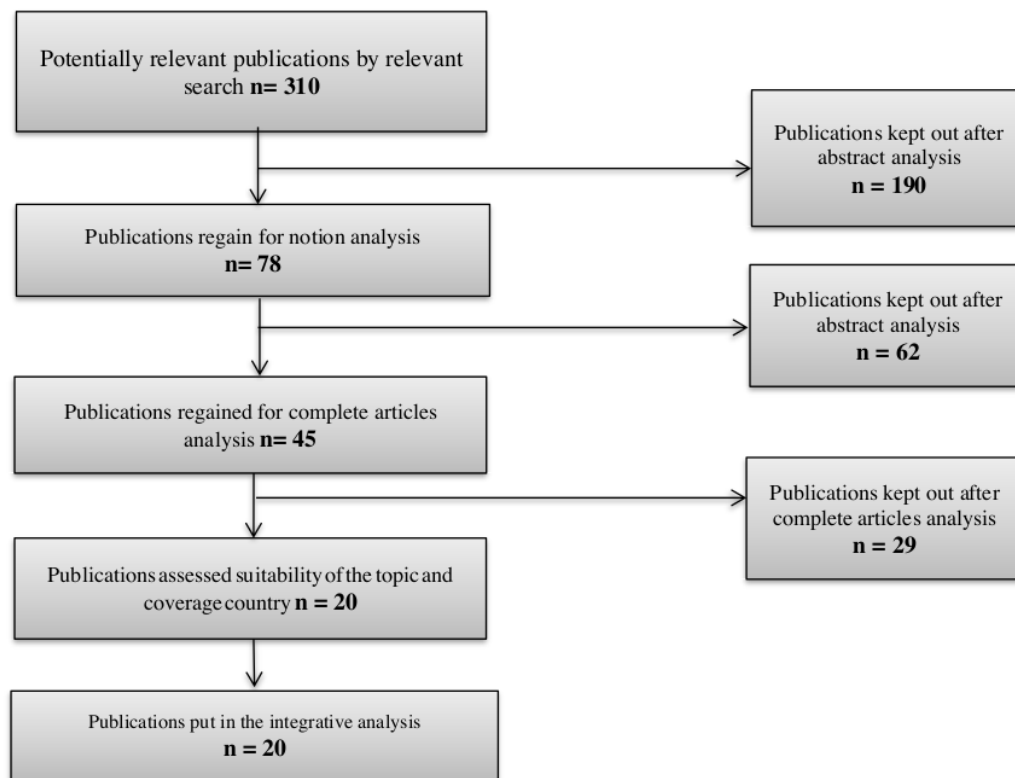 Potentially relevant publications by relevant
search n= 310
Publications kept out after
abstract analysis
n = 190
Publications regain for notion analysis
n= 78
Publications kept out after
abstract analysis
n = 62
Publications regained for complete articles
analysis n= 45
Publications kept out after
complete articles analysis
n = 29
Publications assessed suitability of the topic and
coverage country n = 20
Publications put in the integrative analysis
n = 20